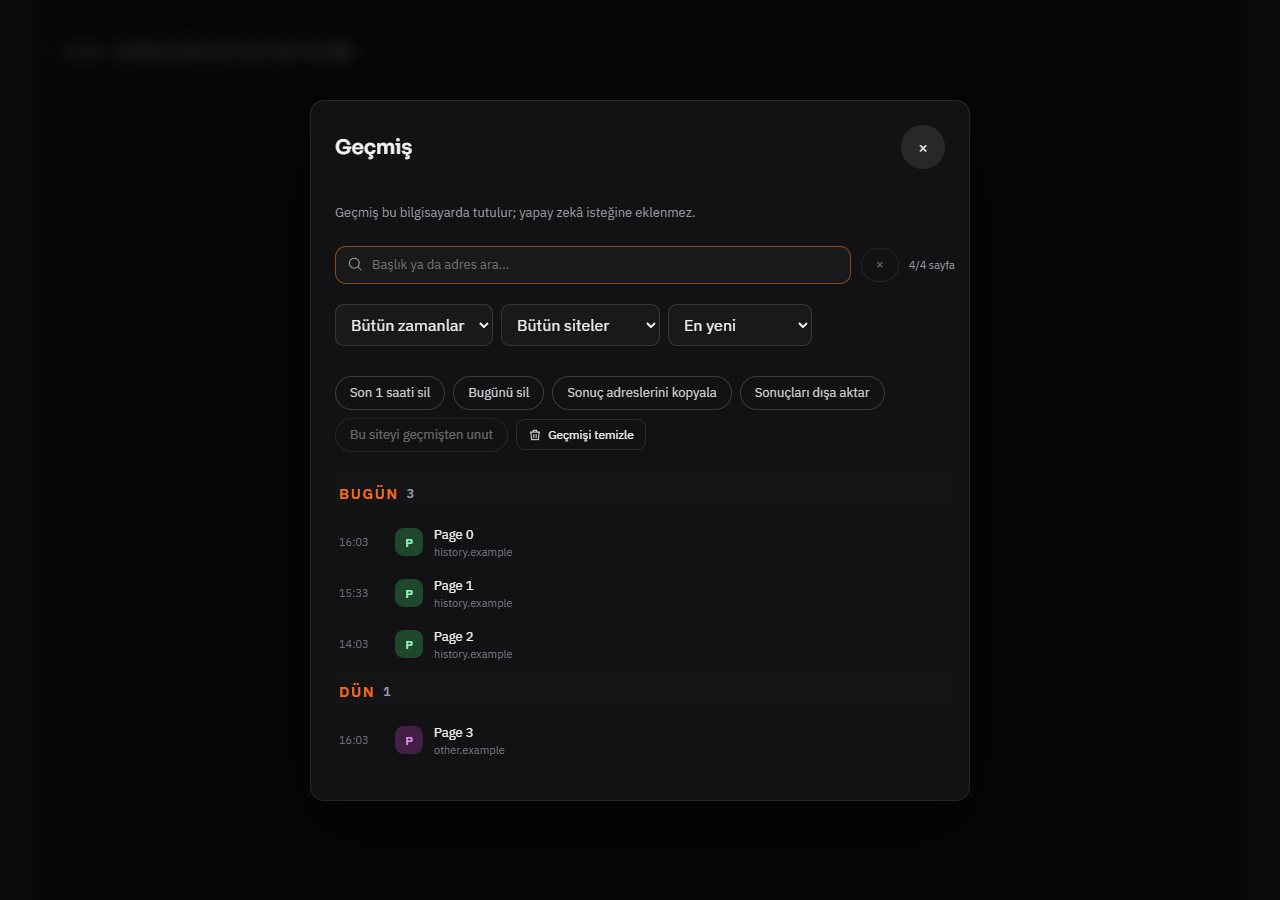 Geçmiş
×
Geçmiş bu bilgisayarda tutulur; yapay zekâ isteğine eklenmez.
Başlık ya da adres ara...
×
4/4 sayfa
Bütün zamanlar
Bütün siteler
En yeni
Son 1 saati sil
Bugünü sil
Sonuç adreslerini kopyala
Sonuçları dışa aktar
Bu siteyi geçmişten unut
Geçmişi temizle
BUGÜN 3
16:03
P
Page 0
history.example
15:33
P
Page 1
history.example
14:03
P
Page 2
history.example
DÜN 1
16:03
P
Page 3
other.example